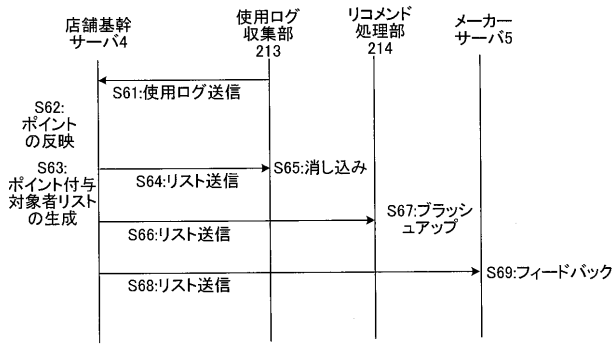 店舗基幹
サーバ4
使用ログ
収集部
213
リコメンド
処理部
214
メーカー
サーバ5
S61:使用ログ送信
S62:
ポイント
の反映
S63:
ポイント付与
対象者リスト
の生成
S64:リスト送信
S65:消し込み
S66:リスト送信
S67:ブラッシ
ュアップ
S68:リスト送信
S69:フィードバック